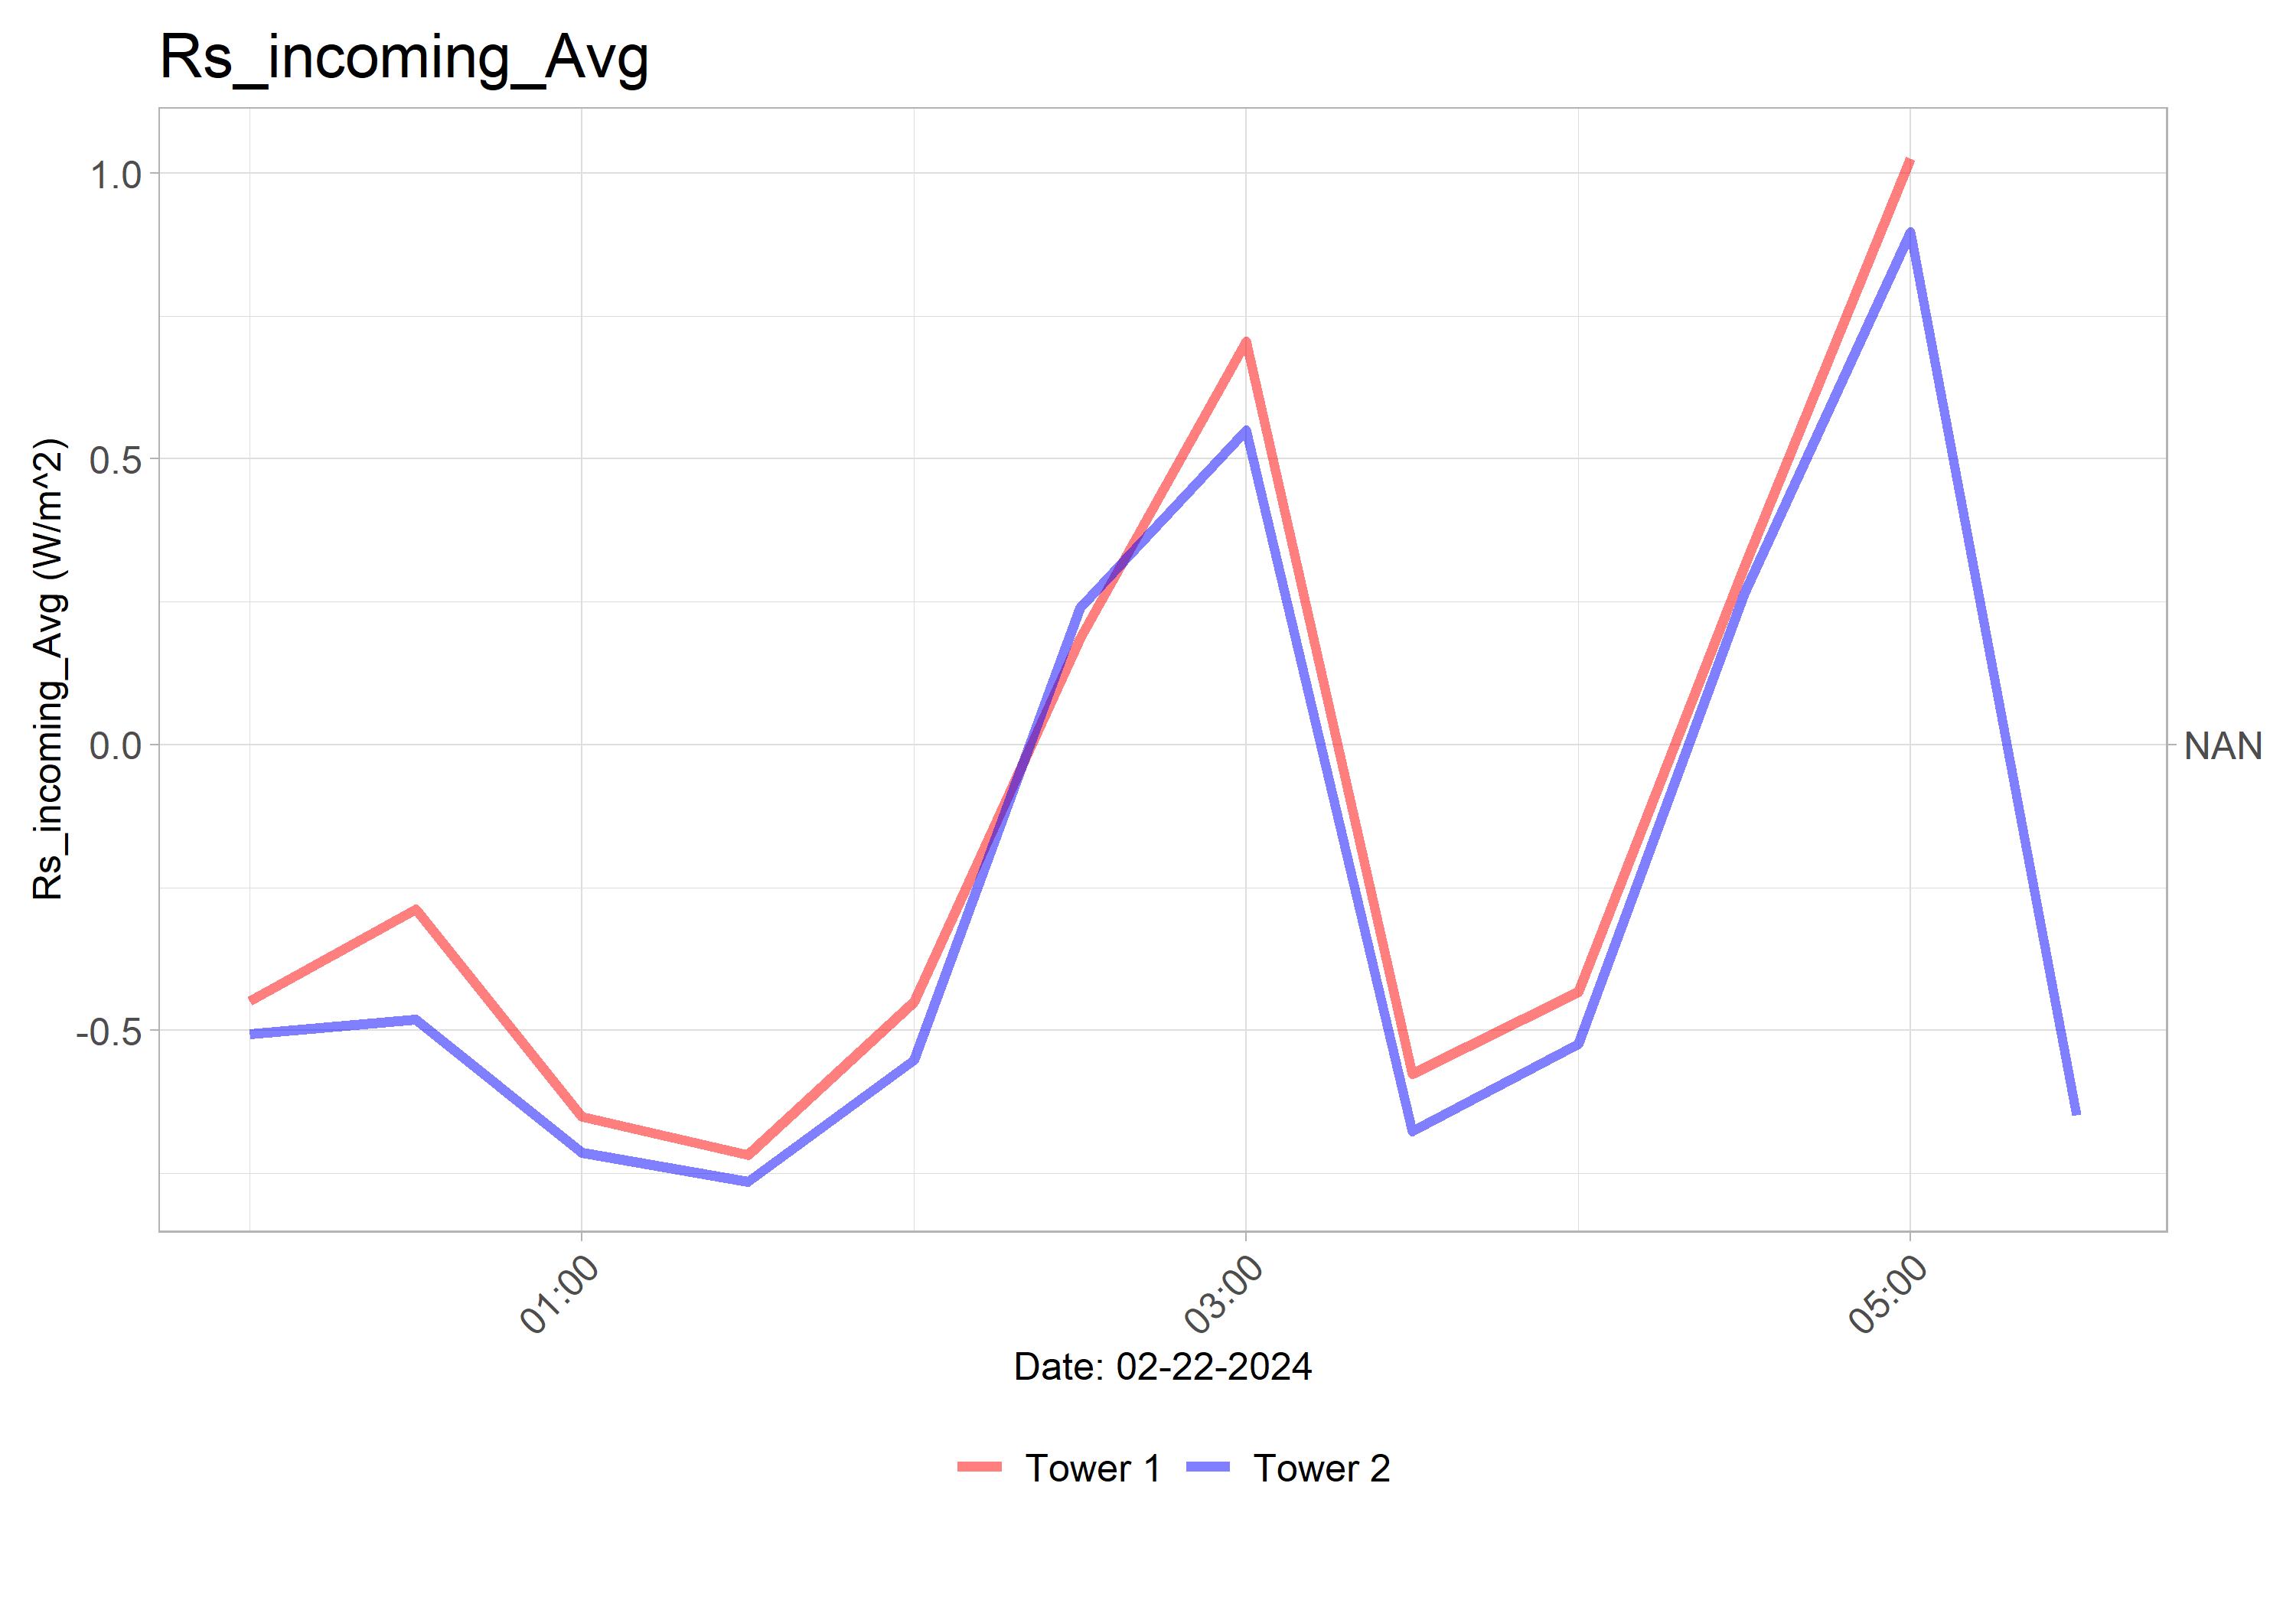 Rs_incoming_Avg
Rs_incoming_Avg (W/m^2)
1.0
0.5
0.0
-0.5
NAN
01:00
03:00
05:00
Date: 02-22-2024
Tower 1
Tower 2